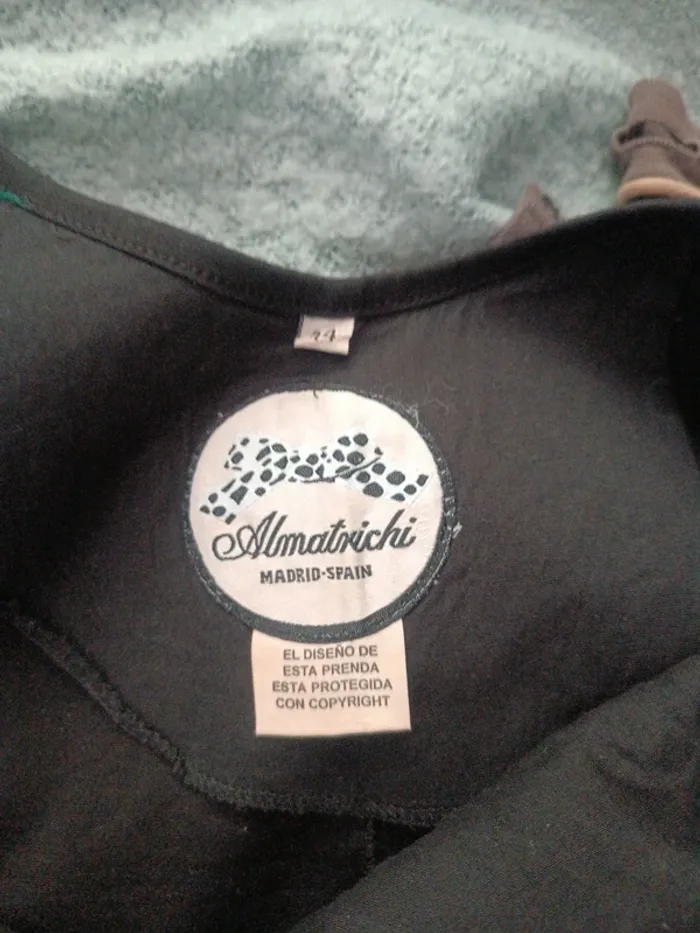 Almatrichi
MADRID-SPAIN
EL DISEÑO DE
ESTA PRENDA
ESTA PROTEGIDA
CON COPYRIGHT